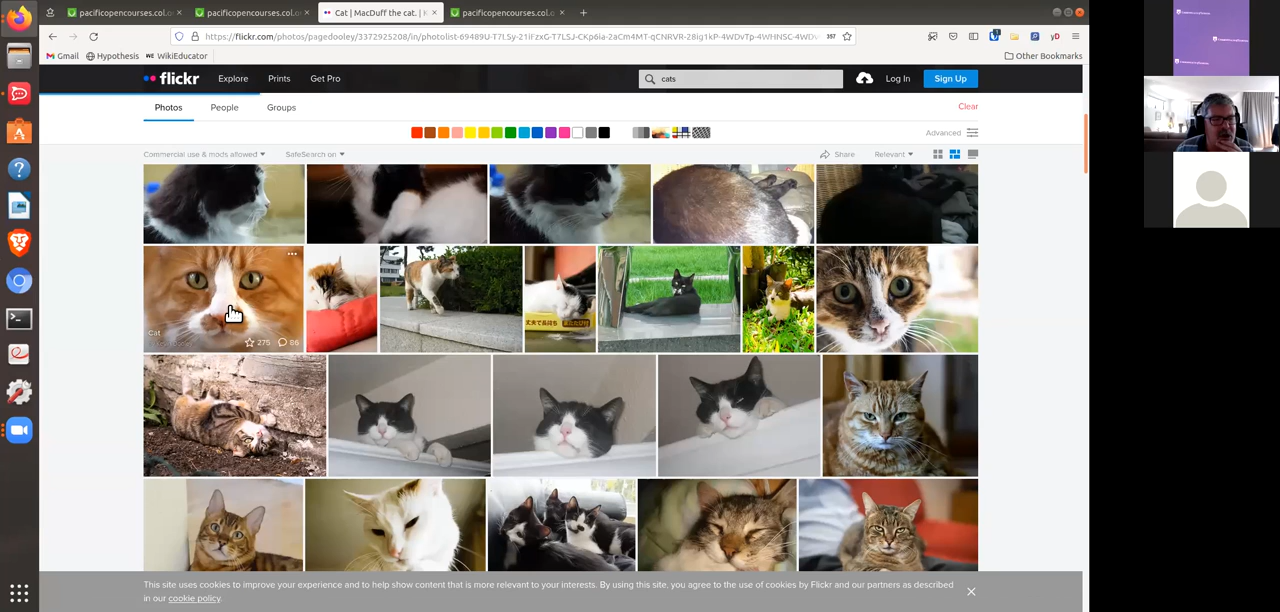 pacificopencourses.col.o
pacificopencourses.col.o
Cat | MacDuff the cat. |
pacificopencourses.col.o
https://flickr.com/photos/pagedooley/3372925208/in/photolist-
357
Gmail
Hypothesis
WikiEducator
Other Bookmarks
flickr
Explore
Prints
Get Pro
cats
Log In
Sign Up
Photos
People
Groups
Clear
Advanced
Commercial use & mods allowed
SafeSearch on
Share
Relevant
Cat
275
86
This site uses cookies to improve your experience and to help show content that is more relevant to your interests. By using this site, you agree to the use of cookies by Flickr and our partners as described
in our cookie policy.